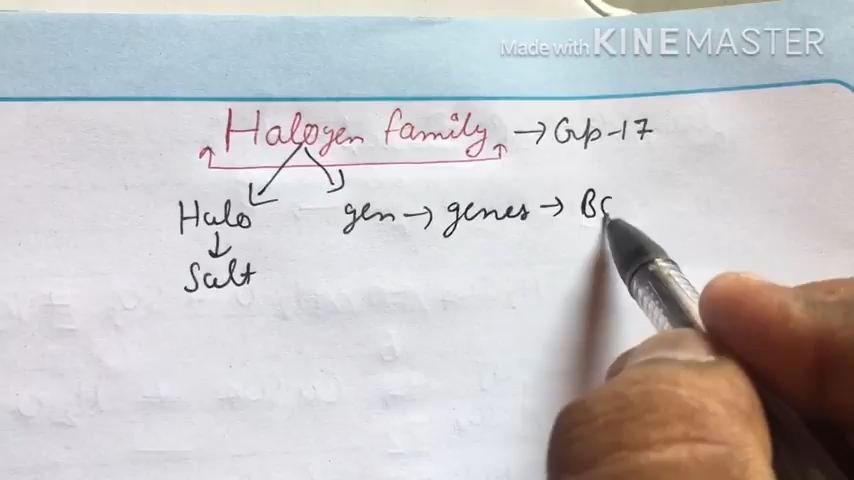 Made with KINEMASTER
Halogen family → Grp-17
Halo gen → genes → B
Salt